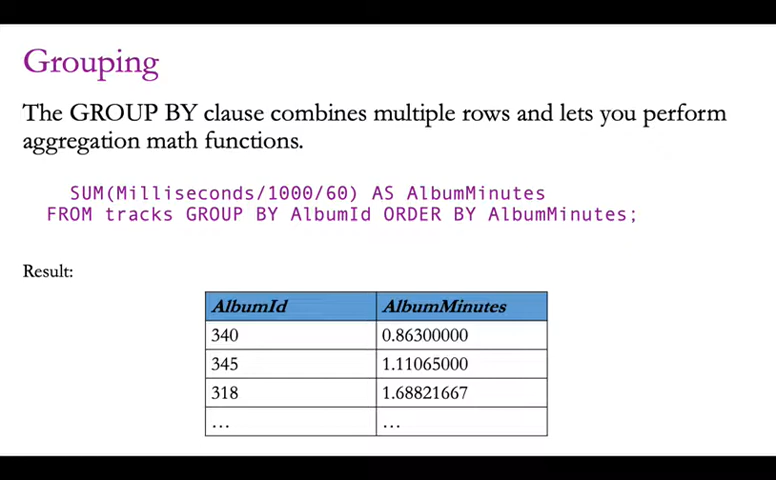 Grouping
The GROUP BY clause combines multiple rows and lets you perform
aggregation math functions.
SUM(Milliseconds/1000/60) AS AlbumMinutes
FROM tracks GROUP BY AlbumId ORDER BY AlbumMinutes;
Result:
AlbumId AlbumMinutes
340 0.86300000
345 1.11065000
318 1.68821667
... ...